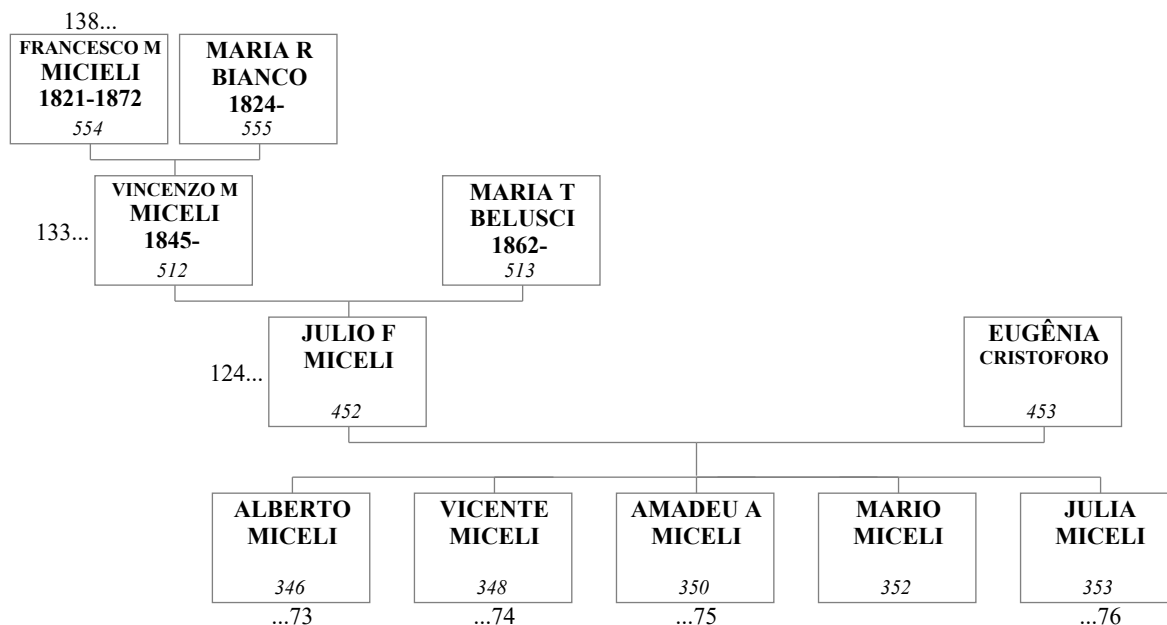 138...
FRANCESCO M
MICIELI
1821-1872
554
MARIA R
BIANCO
1824-
555
133...
VINCENZO M
MICELI
1845-
512
MARIA T
BELUSCI
1862-
513
124...
JULIO F
MICELI
452
EUGÊNIA
CRISTOFORO
453
ALBERTO
MICELI
346
...73
VICENTE
MICELI
348
...74
AMADEU A
MICELI
350
...75
MARIO
MICELI
352
JULIA
MICELI
353
...76